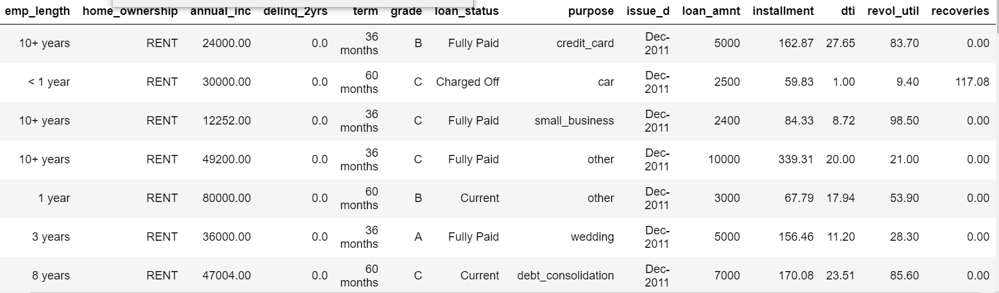 emp_length home_ownership annual_inc delinq_2yrs term grade loan_status purpose issue_d loan_amnt installment dti revol_util recoveries
10+ years RENT 24000.00 0.0 36 months B Fully Paid credit_card Dec-2011 5000 162.87 27.65 83.70 0.00
< 1 year RENT 30000.00 0.0 60 months C Charged Off car Dec-2011 2500 59.83 1.00 9.40 117.08
10+ years RENT 12252.00 0.0 36 months C Fully Paid small_business Dec-2011 2400 84.33 8.72 98.50 0.00
10+ years RENT 49200.00 0.0 36 months C Fully Paid other Dec-2011 10000 339.31 20.00 21.00 0.00
1 year RENT 80000.00 0.0 60 months B Current other Dec-2011 3000 67.79 17.94 53.90 0.00
3 years RENT 36000.00 0.0 36 months A Fully Paid wedding Dec-2011 5000 156.46 11.20 28.30 0.00
8 years RENT 47004.00 0.0 60 months C Current debt_consolidation Dec-2011 7000 170.08 23.51 85.60 0.00